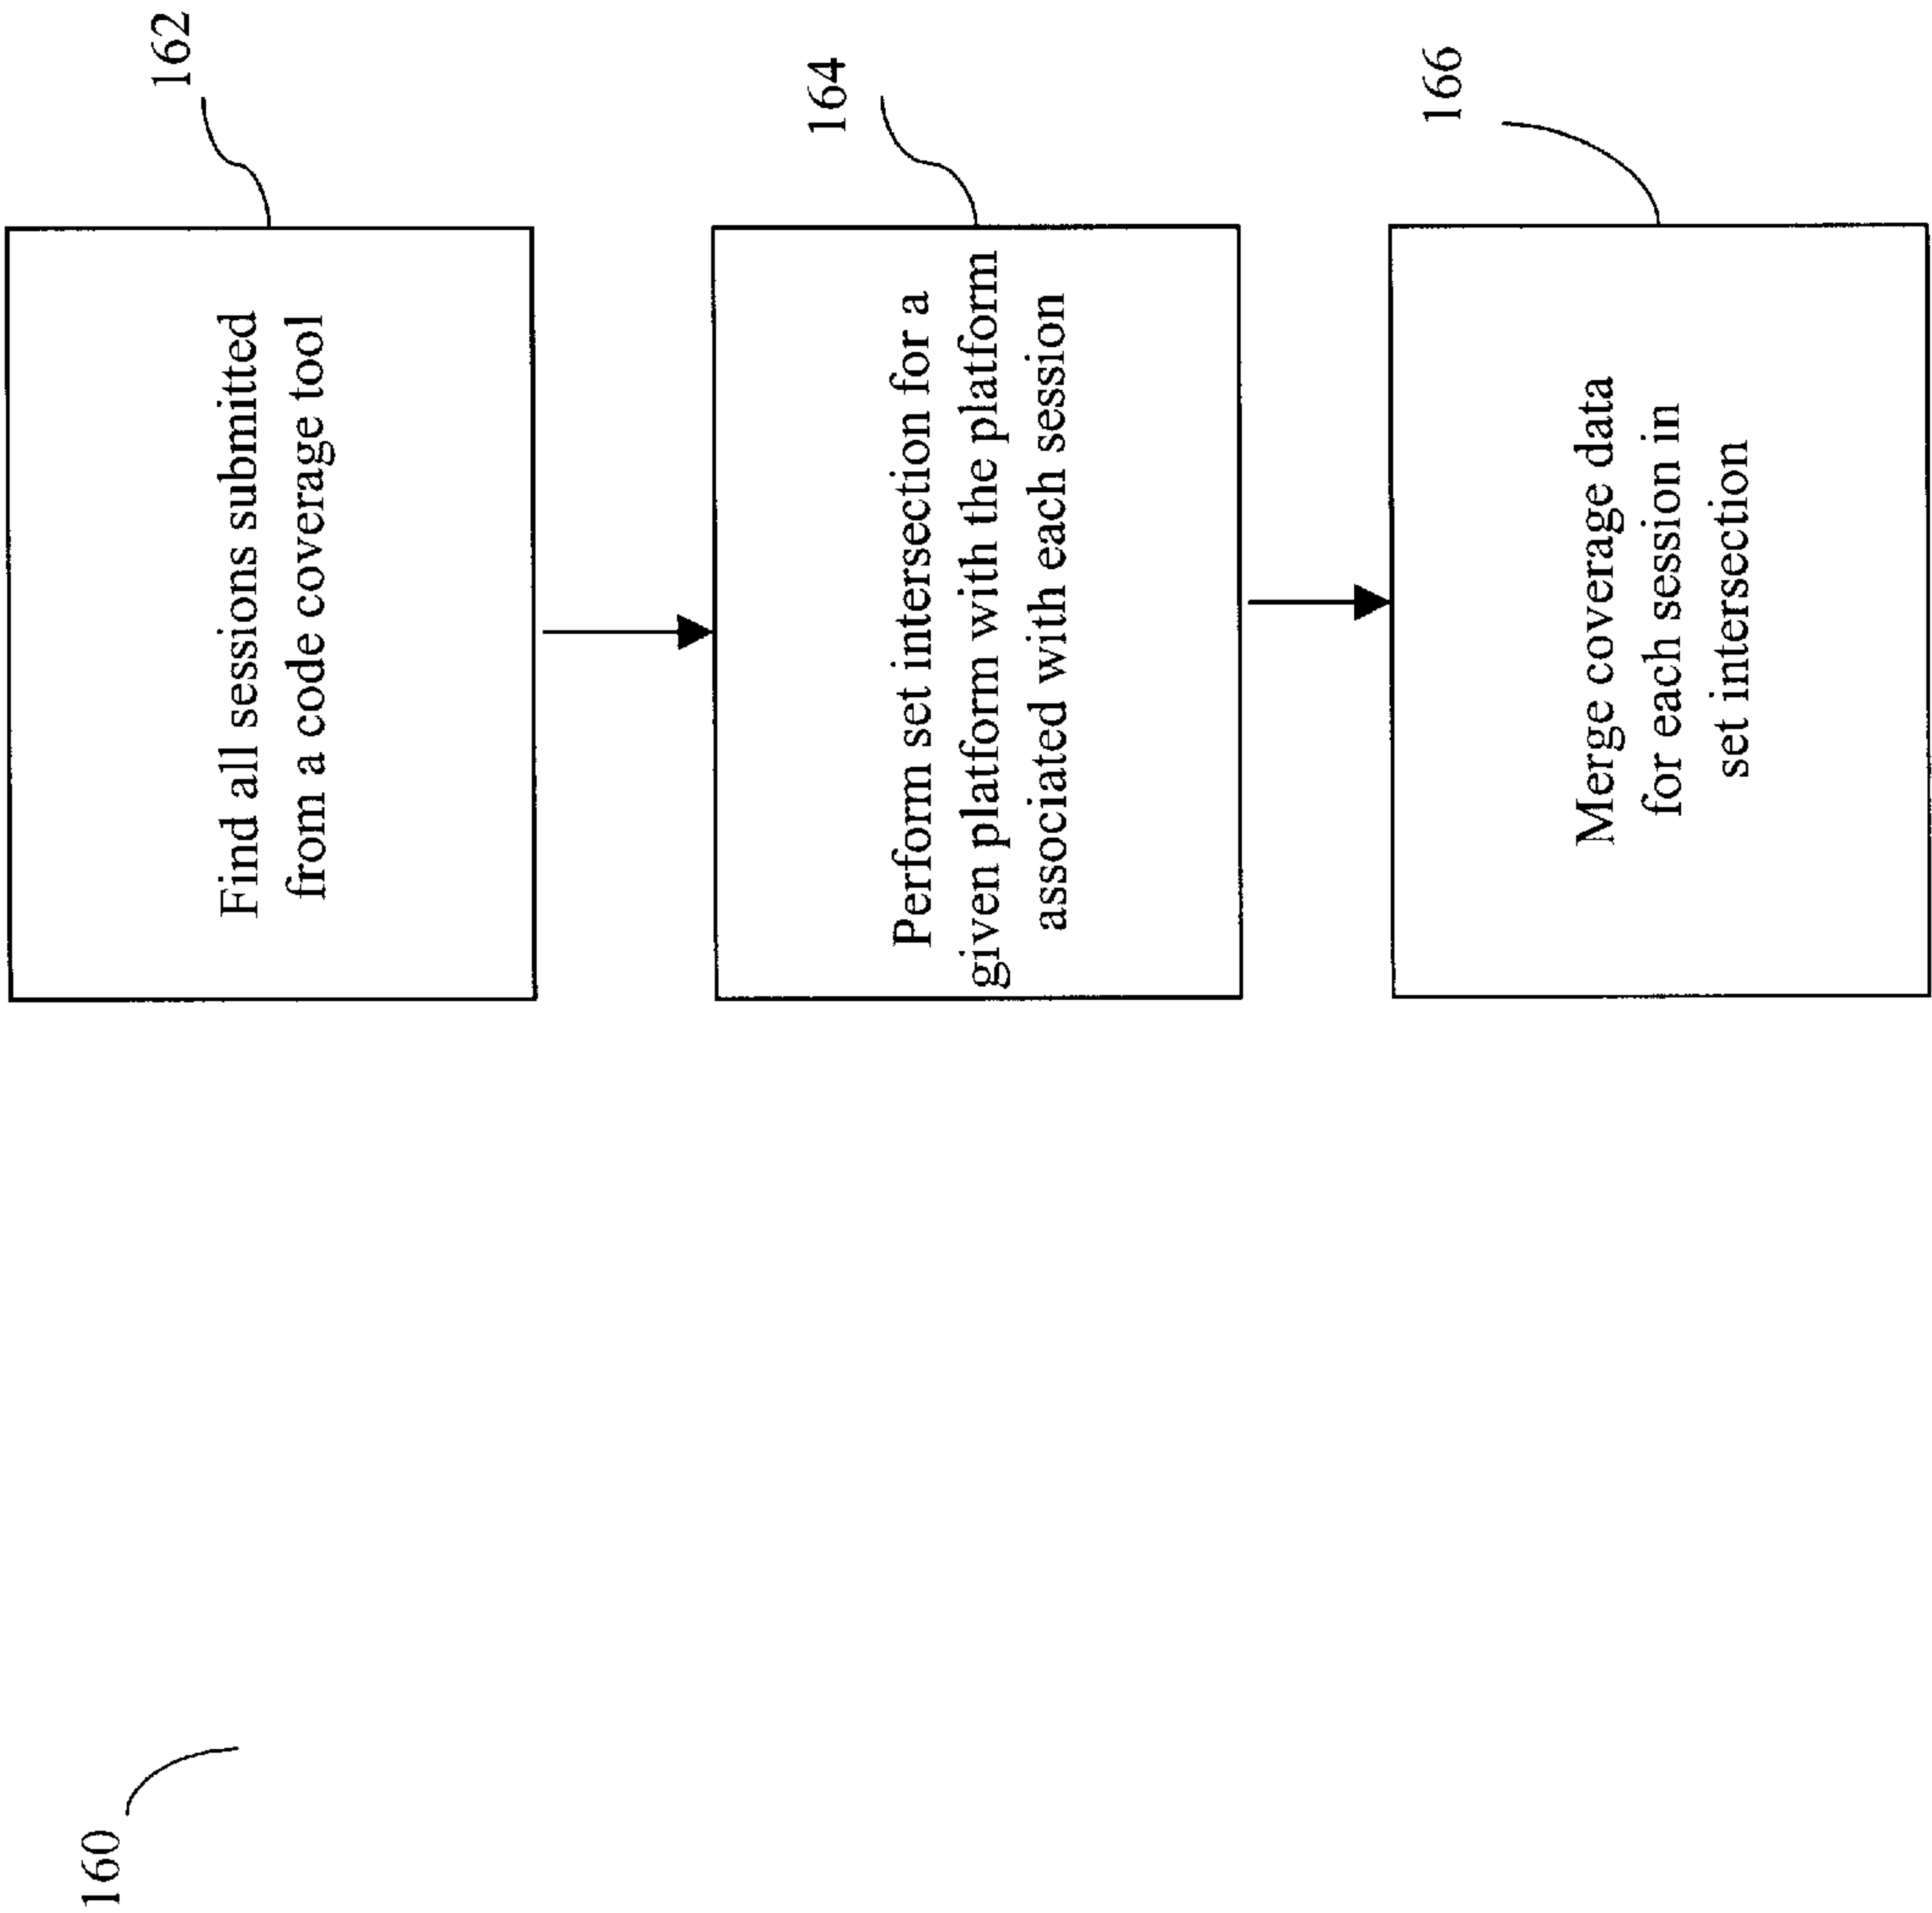 160
162
Find all sessions submitted
from a code coverage tool
164
Perform set intersection for a
given platform with the platform
associated with each session
166
Merge coverage data
for each session in
set intersection